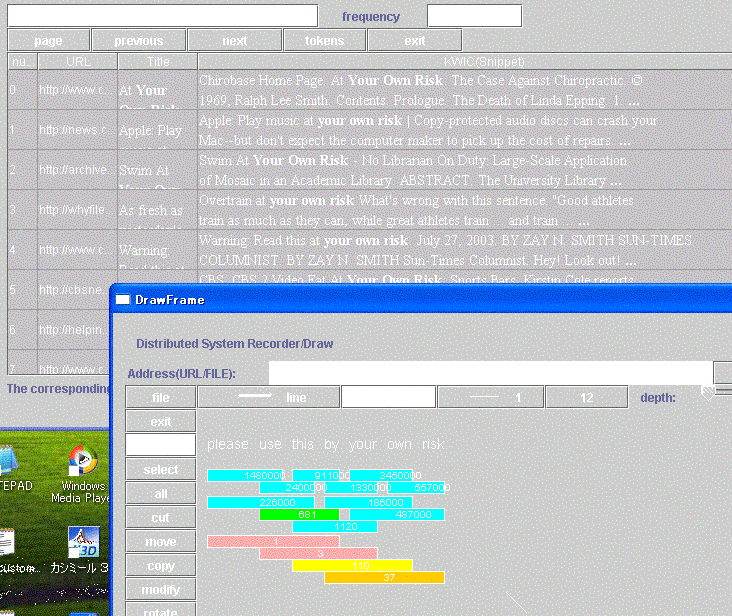 frequency
page previous next tokens exit
nu... URL Title KWIC(Snippet)
0 http://www.c... At Your Own Risk Chirobase Home Page. At Your Own Risk: The Case Against Chiropractic. ©
1969, Ralph Lee Smith. Contents. Prologue: The Death of Linda Epping. 1. ...
1 http://news.c... Apple: Play Apple: Play music at your own risk | Copy-protected audio discs can crash your
Mac--but don't expect the computer maker to pick up the cost of repairs. ...
2 http://archive... Swim At Your Own Swim At Your Own Risk - No Librarian On Duty: Large-Scale Application
of Mosaic in an Academic Library. ABSTRACT. The University Library ...
3 http://whyfile... As fresh as Overtrain at your own risk What's wrong with this sentence: "Good athletes
train as much as they can, while great athletes train ... and train ... ...
4 http://www.c... Warning: Read this at Warning: Read this at your own risk. July 27, 2003. BY ZAY N. SMITH SUN-TIMES
COLUMNIST. BY ZAY N. SMITH Sun-Times Columnist. Hey! Look out! ...
5 http://cbsne... CBS, CBS 2 Video Eat At Your Own Risk: Sports Bars. Kirstin Cole reports
6 http://helpin...
7 http://www.c...
The corresponding
DrawFrame
Distributed System Recorder/Draw
Address(URL/FILE):
file line 1 12 depth:
exit
please use this by your own risk
select
1480000 911000 3450000
all
2400000 1330000 557000
226000 136000
cut
681 487000
1120
move
1
3
copy
0
37
modify
rotate
TEPAD
Windows
Media Playe
custom...
カシミール 3
3D